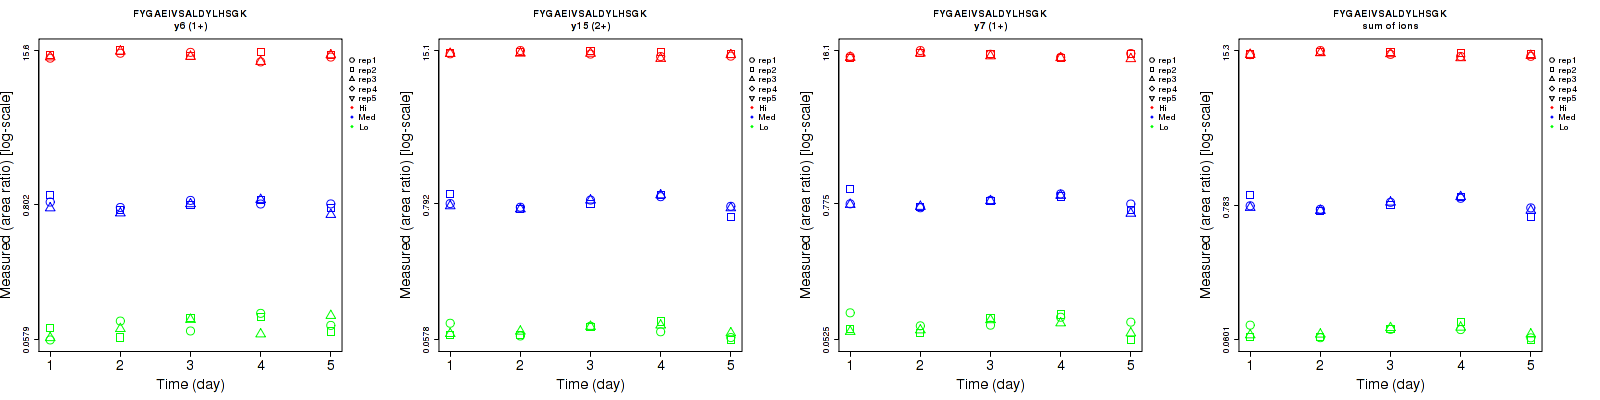 FYGAEIVSALDYLHSGK
y6 (1+)
Measured (area ratio) [log-scale]
15.6
0.802
0.0579
1 2 3 4 5
Time (day)
rep1
rep2
rep3
rep4
rep5
Hi
Med
Lo
FYGAEIVSALDYLHSGK
y15 (2+)
Measured (area ratio) [log-scale]
15.1
0.792
0.0578
1 2 3 4 5
Time (day)
rep1
rep2
rep3
rep4
rep5
Hi
Med
Lo
FYGAEIVSALDYLHSGK
y7 (1+)
Measured (area ratio) [log-scale]
16.1
0.775
0.0525
1 2 3 4 5
Time (day)
rep1
rep2
rep3
rep4
rep5
Hi
Med
Lo
FYGAEIVSALDYLHSGK
sum of ions
Measured (area ratio) [log-scale]
15.3
0.783
0.0601
1 2 3 4 5
Time (day)
rep1
rep2
rep3
rep4
rep5
Hi
Med
Lo